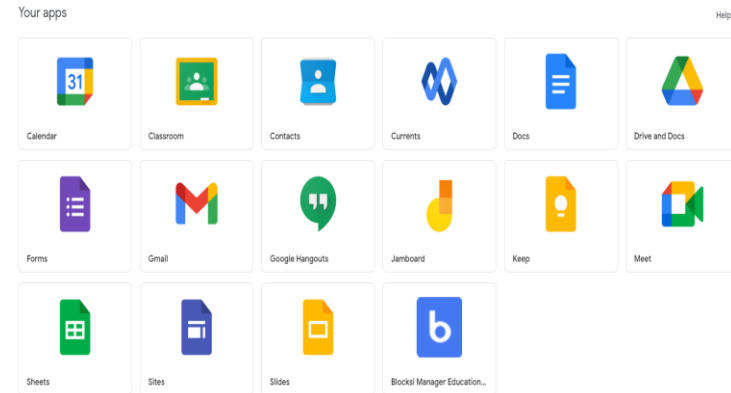 Your apps
Help
31
Calendar
Classroom
Contacts
Currents
Docs
Drive and Docs
Forms
Gmail
Google Hangouts
Jamboard
Keep
Meet
b
Sheets
Sites
Slides
Blocksi Manager Education...